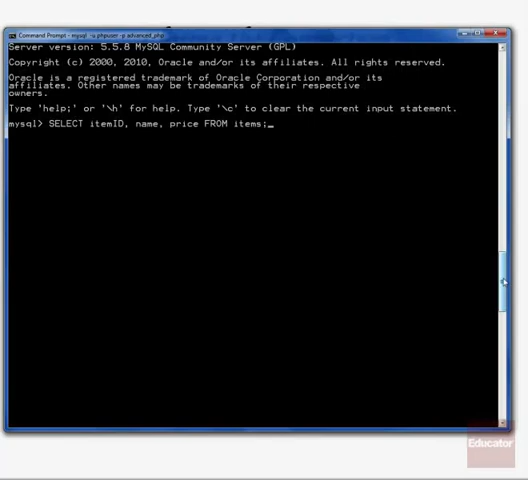 Command Prompt - mysql -u phpuser -p advanced_php
Server version: 5.5.8 MySQL Community Server (GPL)
Copyright (c) 2000, 2010, Oracle and/or its affiliates. All rights reserved.
Oracle is a registered trademark of Oracle Corporation and/or its
affiliates. Other names may be trademarks of their respective
owners.
Type 'help;' or '\h' for help. Type '\c' to clear the current input statement.
mysql> SELECT itemID, name, price FROM items;_
Educator